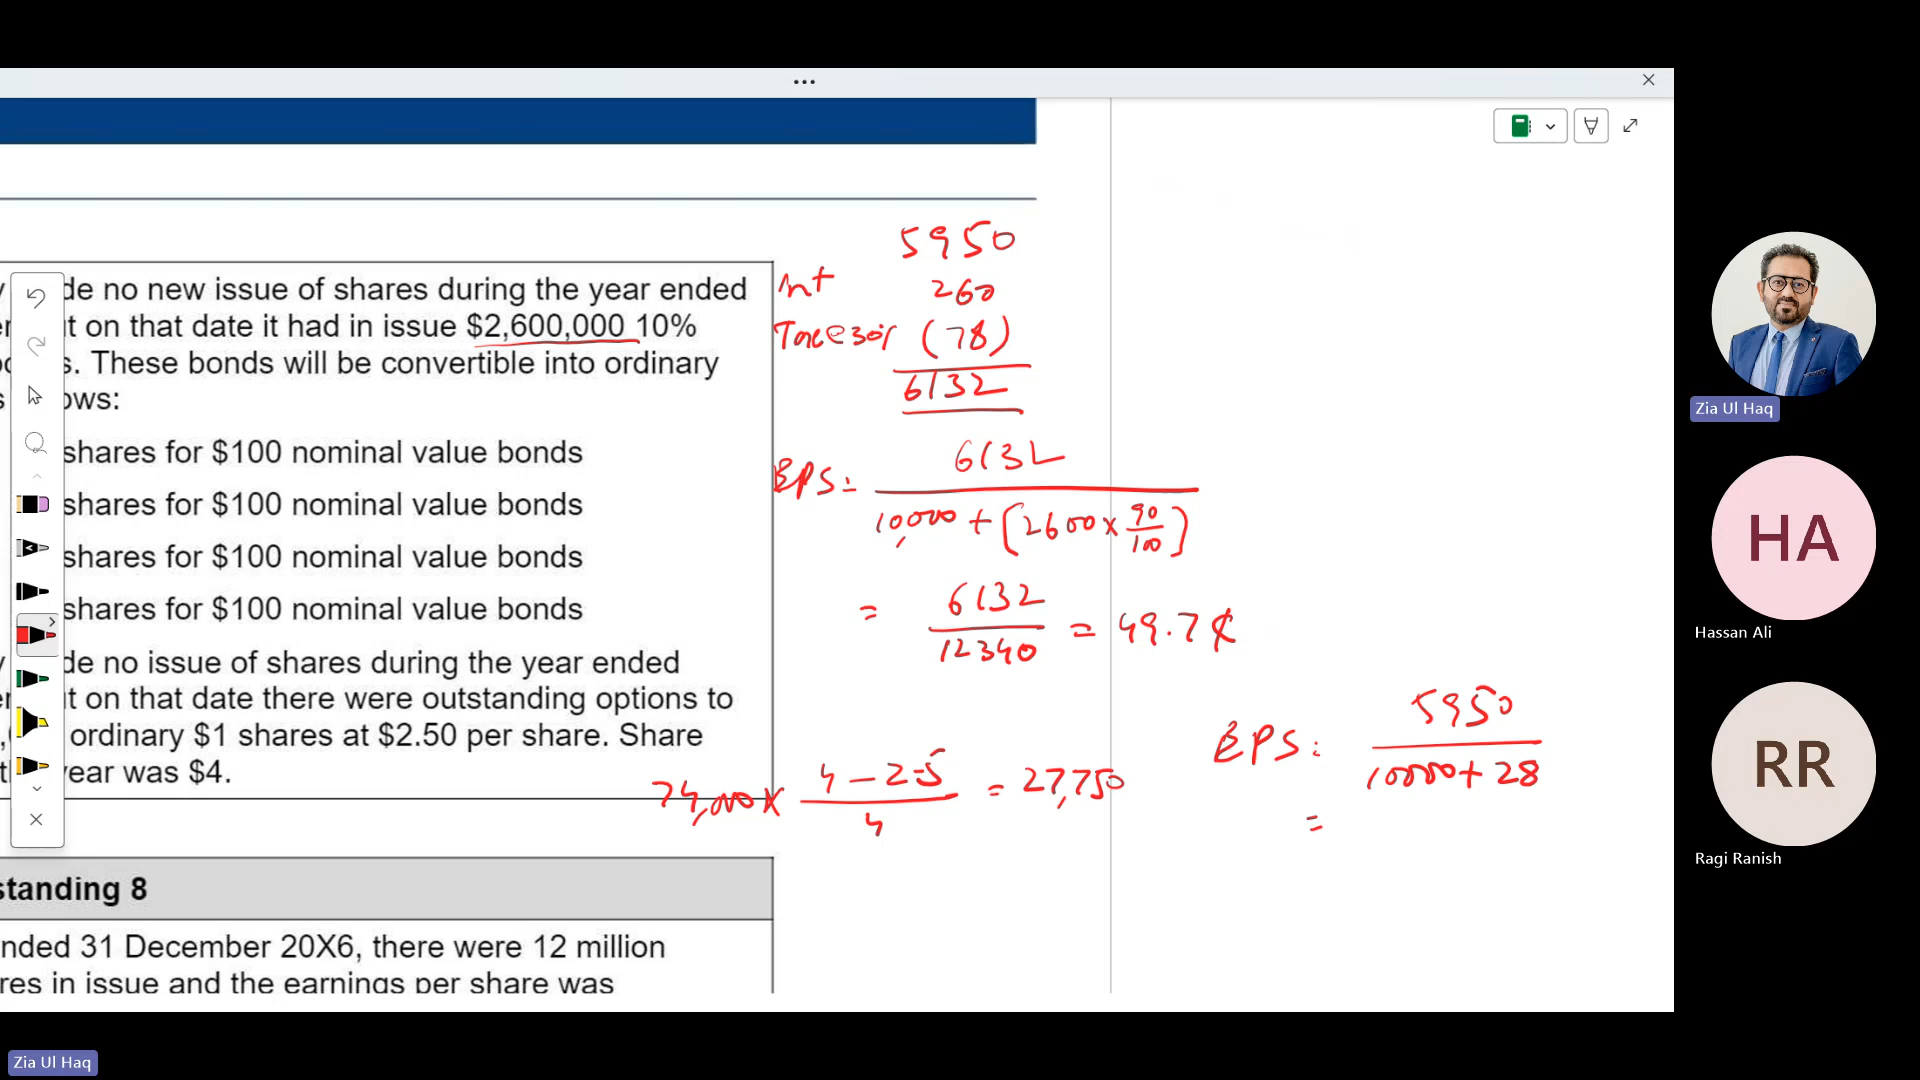 de no new issue of shares during the year ended
t on that date it had in issue $2,600,000 10%
s. These bonds will be convertible into ordinary
ows:
shares for $100 nominal value bonds
shares for $100 nominal value bonds
shares for $100 nominal value bonds
shares for $100 nominal value bonds
de no issue of shares during the year ended
t on that date there were outstanding options to
ordinary $1 shares at $2.50 per share. Share
year was $4.
standing 8
nded 31 December 20X6, there were 12 million
res in issue and the earnings per share was
5950
Int 260
(78)
6132
EPS: 6132
10,000 + [2600 x 90/100]
= 6132/12340 = 49.7¢
74,000 x 4-2.5/4 = 27,750
EPS: 5950
10000 + 28
=
Zia Ul Haq
HA
Hassan Ali
RR
Ragi Ranish
Zia Ul Haq